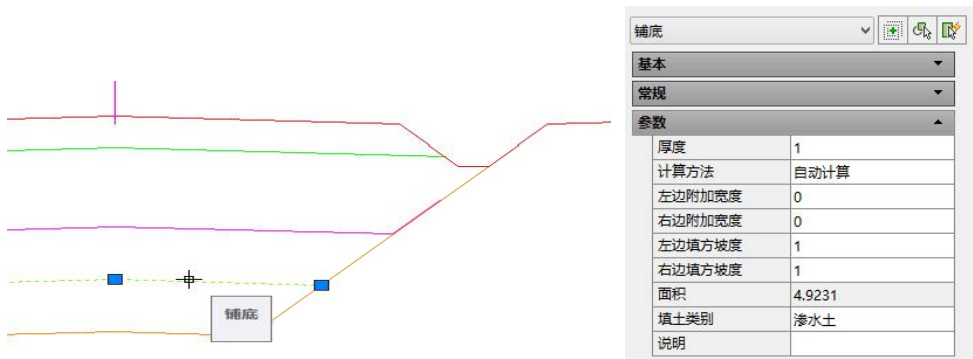 铺底
基本
常规
参数
厚度 1
计算方法 自动计算
左边附加宽度 0
右边附加宽度 0
左边填方坡度 1
右边填方坡度 1
面积 4.9231
填土类别 渗水土
说明
铺底